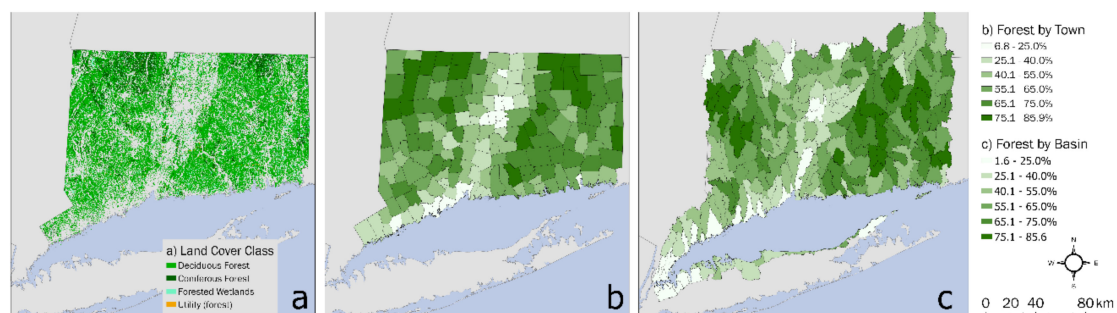 a) Land Cover Class
Deciduous Forest
Coniferous Forest
Forested Wetlands
Utility (forest)
a
b
c
b) Forest by Town
6.8 - 25.0%
25.1 - 40.0%
40.1 - 55.0%
55.1 - 65.0%
65.1 - 75.0%
75.1 - 85.9%
c) Forest by Basin
1.6 - 25.0%
25.1 - 40.0%
40.1 - 55.0%
55.1 - 65.0%
65.1 - 75.0%
75.1 - 85.6
N
W E
S
0 20 40 80 km